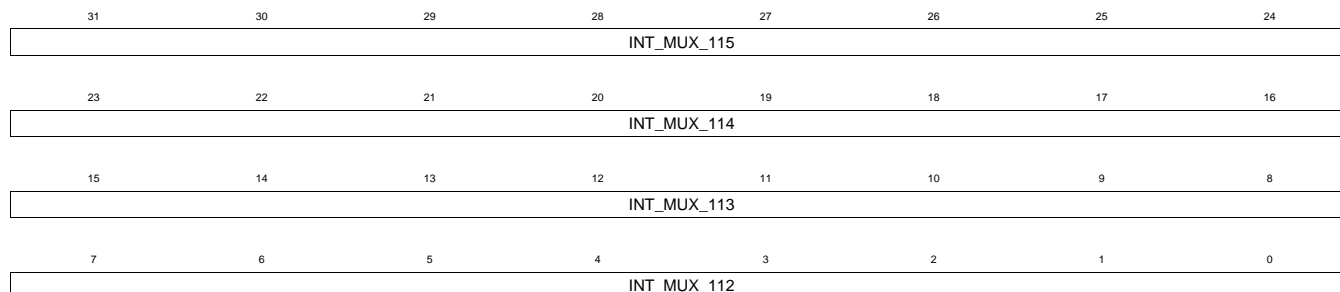 31 30 29 28 27 26 25 24
INT_MUX_115
23 22 21 20 19 18 17 16
INT_MUX_114
15 14 13 12 11 10 9 8
INT_MUX_113
7 6 5 4 3 2 1 0
INT_MUX_112